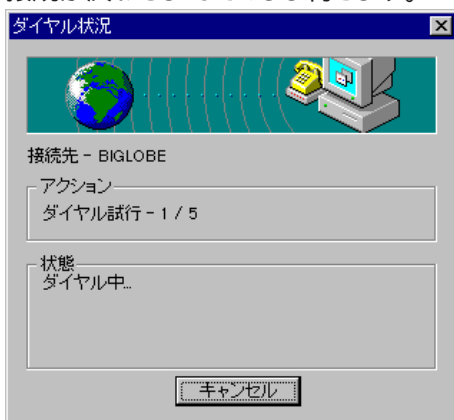 ダイヤル状況
接続先 - BIGLOBE
アクション
ダイヤル試行 - 1 / 5
状態
ダイヤル中...
キャンセル